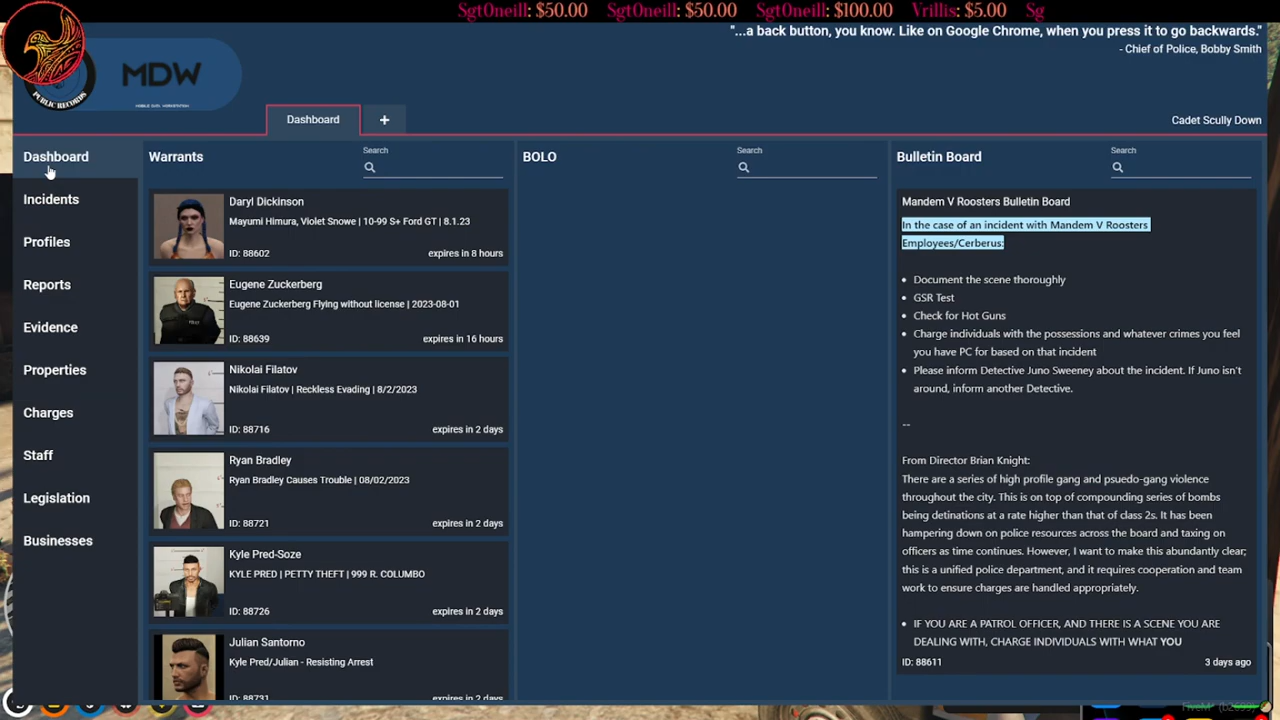 SgtOneill: $50.00 SgtOneill: $50.00 SgtOneill: $100.00 Vrillis: $5.00 Sg
"...a back button, you know. Like on Google Chrome, when you press it to go backwards."
- Chief of Police, Bobby Smith
PUBLIC RECORDS
MDW
MOBILE DATA WORKSTATION
Dashboard
+
Cadet Scully Down
Dashboard
Incidents
Profiles
Reports
Evidence
Properties
Charges
Staff
Legislation
Businesses
Warrants
Search
Daryl Dickinson
Mayumi Himura, Violet Snowe | 10-99 S+ Ford GT | 8.1.23
ID: 88602 expires in 8 hours
Eugene Zuckerberg
Eugene Zuckerberg Flying without license | 2023-08-01
ID: 88639 expires in 16 hours
Nikolai Filatov
Nikolai Filatov | Reckless Evading | 8/2/2023
ID: 88716 expires in 2 days
Ryan Bradley
Ryan Bradley Causes Trouble | 08/02/2023
ID: 88721 expires in 2 days
Kyle Pred-Soze
KYLE PRED | PETTY THEFT | 999 R. COLUMBO
ID: 88726 expires in 2 days
Julian Santorno
Kyle Pred/Julian - Resisting Arrest
ID: 88731 expires in 2 days
BOLO
Search
Bulletin Board
Search
Mandem V Roosters Bulletin Board
In the case of an incident with Mandem V Roosters
Employees/Cerberus:
• Document the scene thoroughly
• GSR Test
• Check for Hot Guns
• Charge individuals with the possessions and whatever crimes you feel
you have PC for based on that incident
• Please inform Detective Juno Sweeney about the incident. If Juno isn't
around, inform another Detective.
--
From Director Brian Knight:
There are a series of high profile gang and psuedo-gang violence
throughout the city. This is on top of compounding series of bombs
being detinations at a rate higher than that of class 2s. It has been
hampering down on police resources across the board and taxing on
officers as time continues. However, I want to make this abundantly clear;
this is a unified police department, and it requires cooperation and team
work to ensure charges are handled appropriately.
• IF YOU ARE A PATROL OFFICER, AND THERE IS A SCENE YOU ARE
DEALING WITH, CHARGE INDIVIDUALS WITH WHAT YOU
ID: 88611 3 days ago